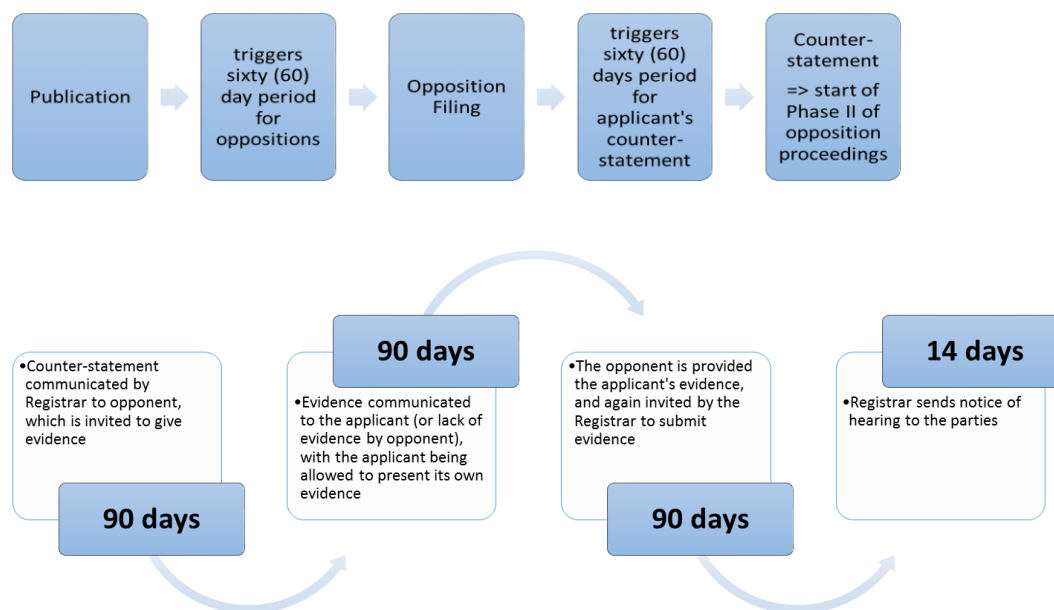 Publication
triggers
sixty (60)
day period
for
oppositions
Opposition
Filing
triggers
sixty (60)
days period
for
applicant's
counter-
statement
Counter-
statement
=> start of
Phase II of
opposition
proceedings
•Counter-statement
communicated by
Registrar to opponent,
which is invited to give
evidence
90 days
90 days
•Evidence communicated
to the applicant (or lack of
evidence by opponent),
with the applicant being
allowed to present its own
evidence
•The opponent is provided
the applicant's evidence,
and again invited by the
Registrar to submit
evidence
90 days
14 days
•Registrar sends notice of
hearing to the parties